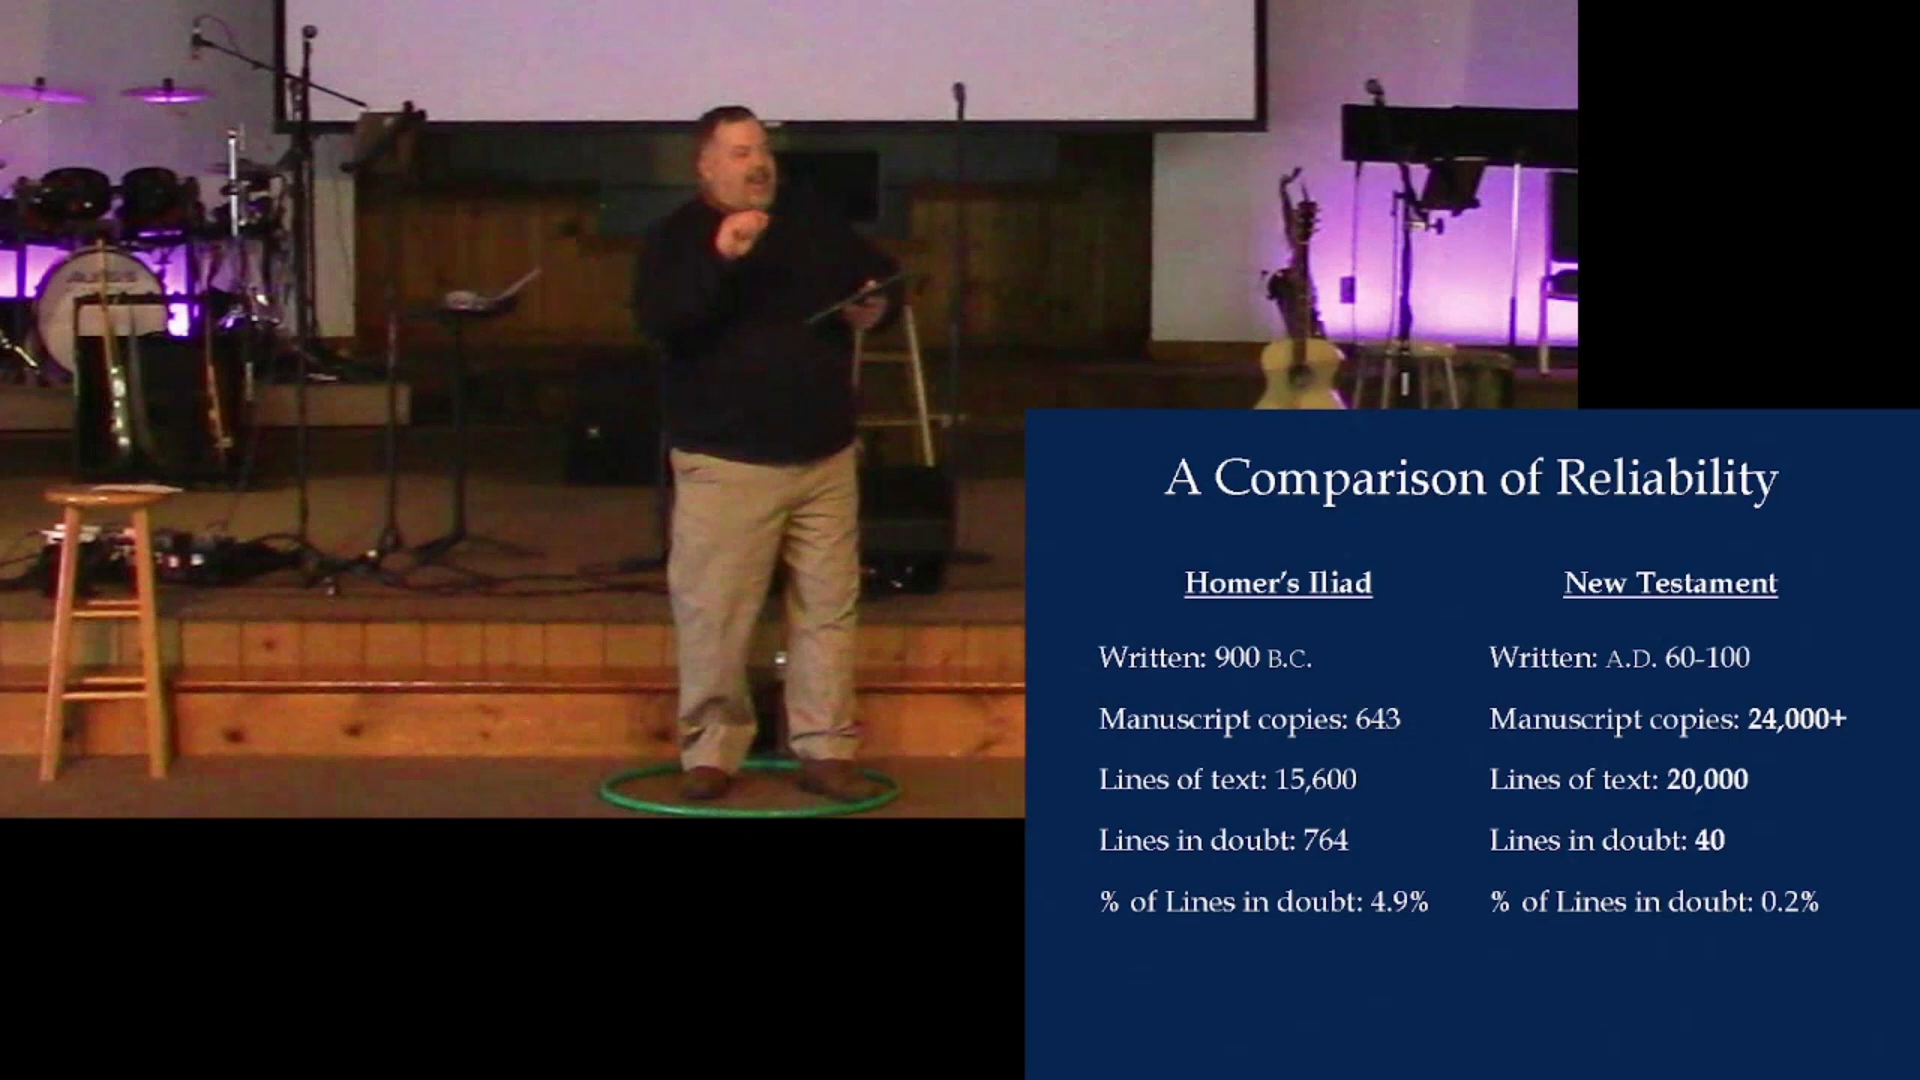 ALESIS
A Comparison of Reliability
Homer's Iliad
Written: 900 B.C.
Manuscript copies: 643
Lines of text: 15,600
Lines in doubt: 764
% of Lines in doubt: 4.9%
New Testament
Written: A.D. 60-100
Manuscript copies: 24,000+
Lines of text: 20,000
Lines in doubt: 40
% of Lines in doubt: 0.2%